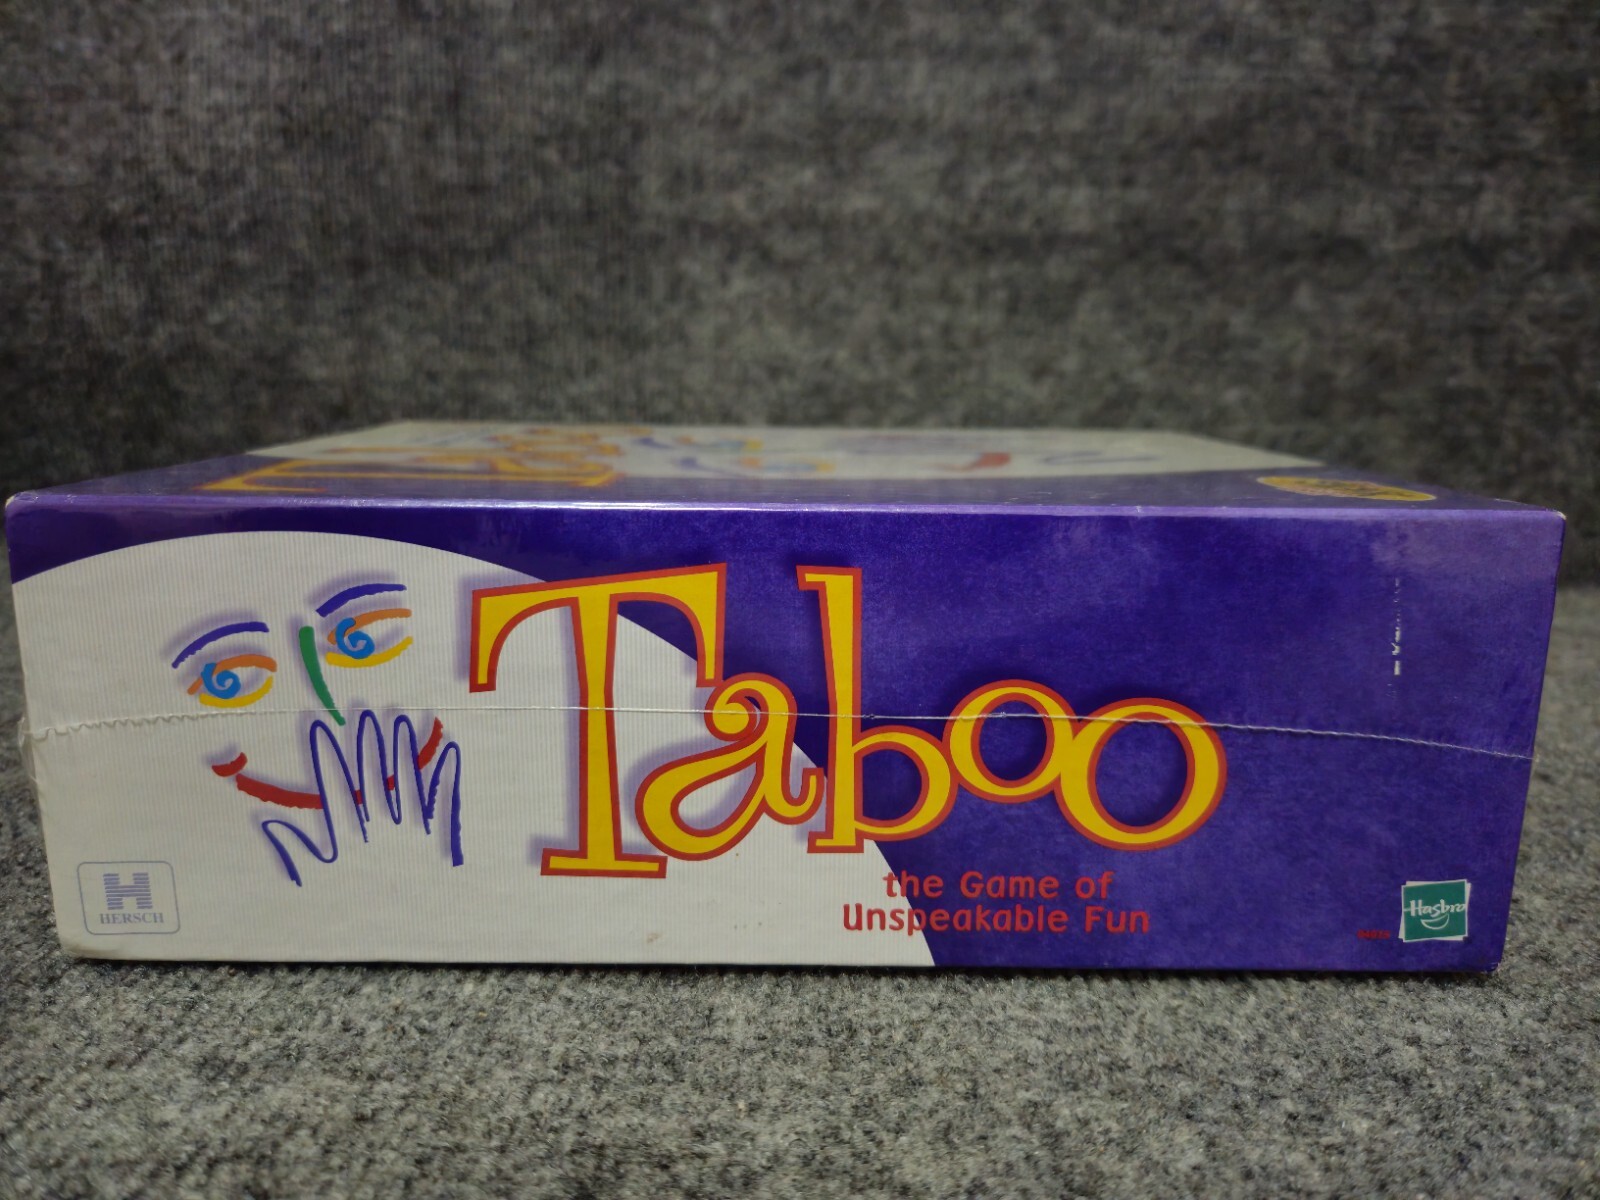 Taboo
the Game of
Unspeakable Fun
H
HERSCH
Hasbro